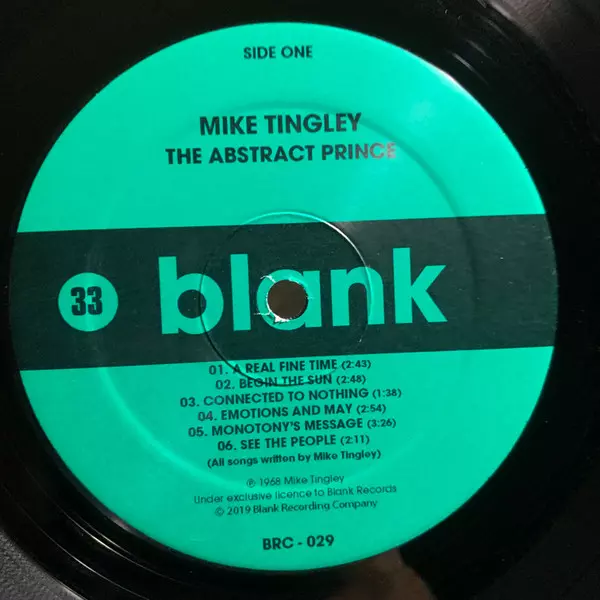 SIDE ONE
MIKE TINGLEY
THE ABSTRACT PRINCE
33
blank
01. A REAL FINE TIME (2:43)
02. BEGIN THE SUN (2:48)
03. CONNECTED TO NOTHING (1:38)
04. EMOTIONS AND MAY (2:54)
05. MONOTONY'S MESSAGE (3:26)
06. SEE THE PEOPLE (2:11)
(All songs written by Mike Tingley)
℗ 1968 Mike Tingley
Under exclusive licence to Blank Records
© 2019 Blank Recording Company
BRC - 029